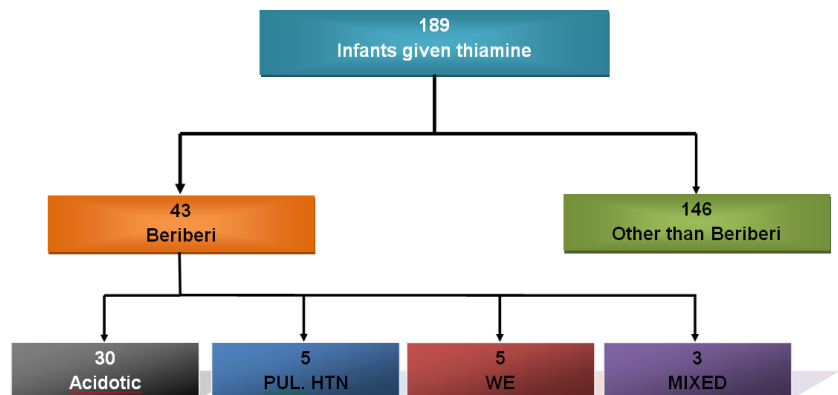 189
Infants given thiamine
43
Beriberi
146
Other than Beriberi
30
Acidotic
5
PUL. HTN
5
WE
3
MIXED